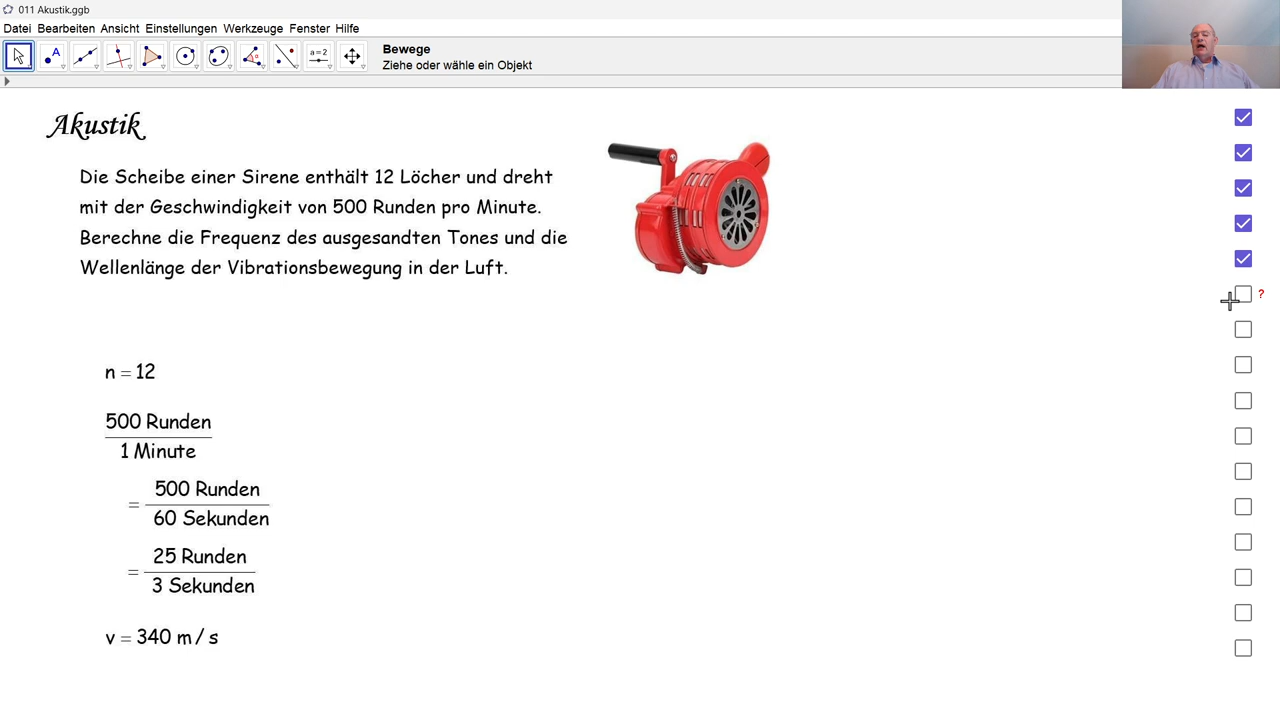 011 Akustik.ggb
Datei Bearbeiten Ansicht Einstellungen Werkzeuge Fenster Hilfe
A
a=2
Bewege
Ziehe oder wähle ein Objekt
Akustik
Die Scheibe einer Sirene enthält 12 Löcher und dreht
mit der Geschwindigkeit von 500 Runden pro Minute.
Berechne die Frequenz des ausgesandten Tones und die
Wellenlänge der Vibrationsbewegung in der Luft.
?
n = 12
500 Runden
1 Minute
= 500 Runden
60 Sekunden
= 25 Runden
3 Sekunden
v = 340 m / s